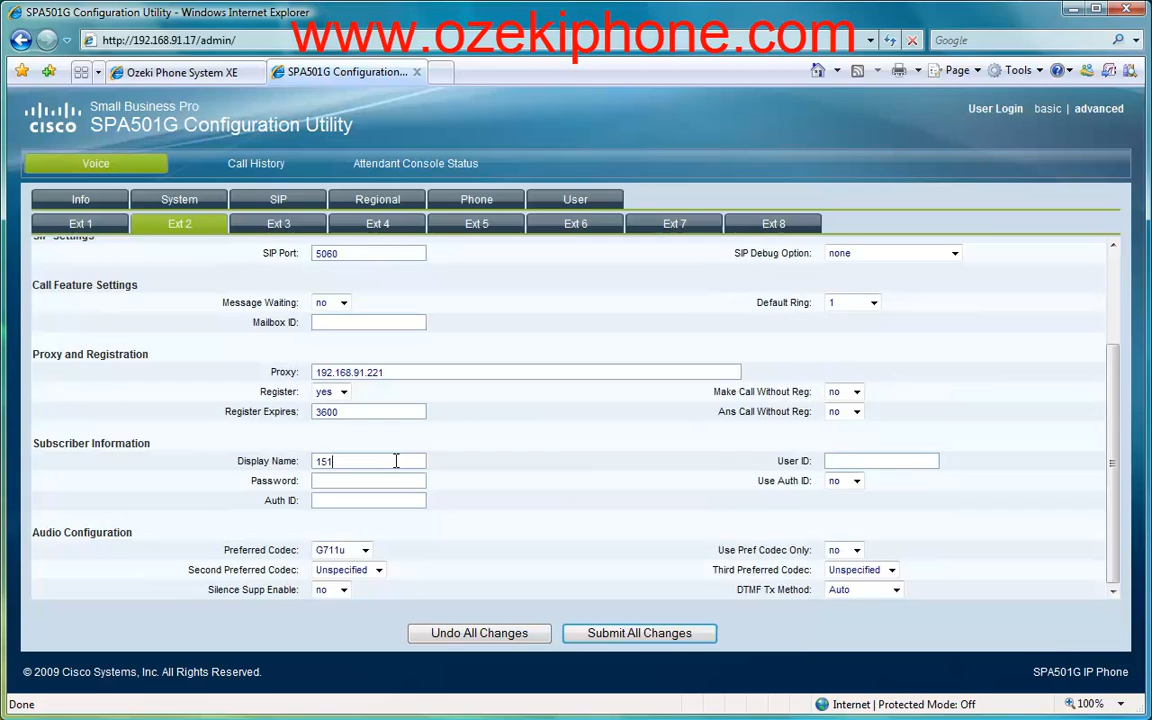 SPA501G Configuration Utility - Windows Internet Explorer
www.ozekiphone.com
http://192.168.91.17/admin/
Google
Ozeki Phone System XE
SPA501G Configuration...
Page
Tools
Small Business Pro
CISCO
SPA501G Configuration Utility
User Login basic | advanced
Voice Call History Attendant Console Status
Info System SIP Regional Phone User
Ext 1 Ext 2 Ext 3 Ext 4 Ext 5 Ext 6 Ext 7 Ext 8
SIP Settings
SIP Port: 5060 SIP Debug Option: none
Call Feature Settings
Message Waiting: no Default Ring: 1
Mailbox ID:
Proxy and Registration
Proxy: 192.168.91.221
Register: yes Make Call Without Reg: no
Register Expires: 3600 Ans Call Without Reg: no
Subscriber Information
Display Name: 151 User ID:
Password: Use Auth ID: no
Auth ID:
Audio Configuration
Preferred Codec: G711u Use Pref Codec Only: no
Second Preferred Codec: Unspecified Third Preferred Codec: Unspecified
Silence Supp Enable: no DTMF Tx Method: Auto
Undo All Changes Submit All Changes
© 2009 Cisco Systems, Inc. All Rights Reserved. SPA501G IP Phone
Done Internet | Protected Mode: Off 100%